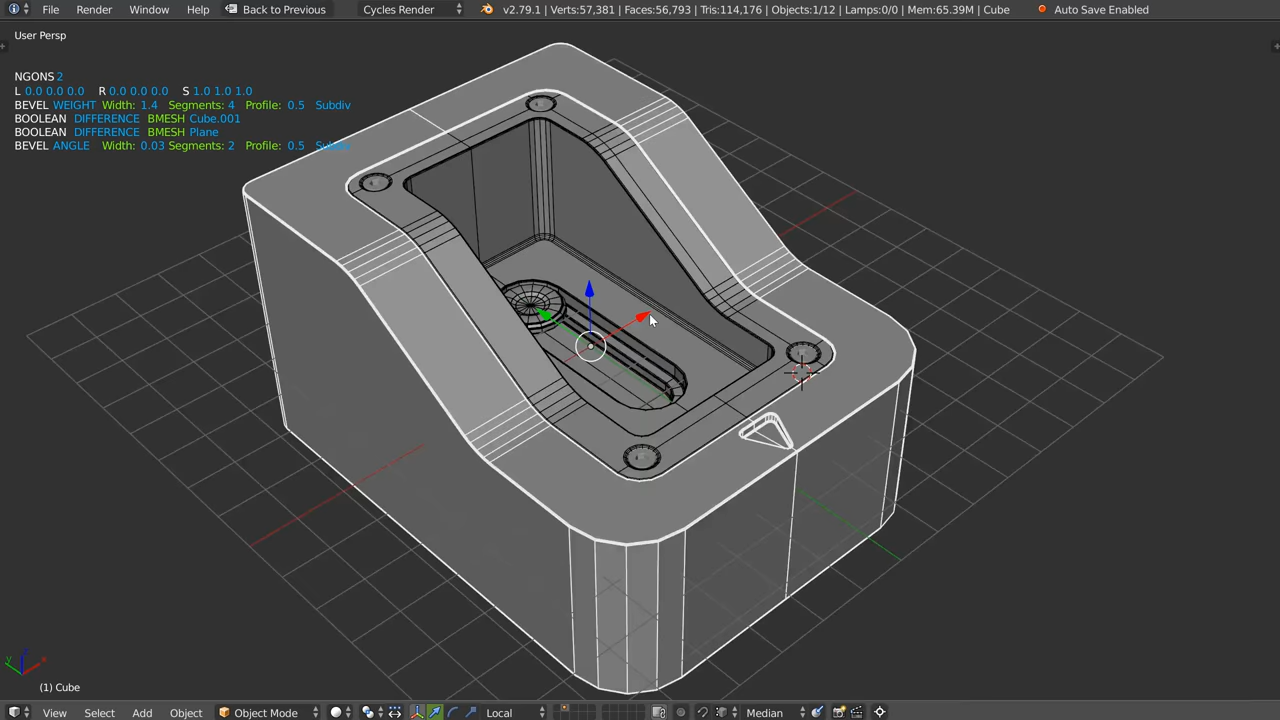 File Render Window Help Back to Previous Cycles Render v2.79.1 | Verts:57,381 | Faces:56,793 | Tris:114,176 | Objects:1/12 | Lamps:0/0 | Mem:65.39M | Cube Auto Save Enabled
User Persp
NGONS 2
L 0.0 0.0 0.0 R 0.0 0.0 0.0 S 1.0 1.0 1.0
BEVEL WEIGHT Width: 1.4 Segments: 4 Profile: 0.5 Subdiv
BOOLEAN DIFFERENCE BMESH Cube.001
BOOLEAN DIFFERENCE BMESH Plane
BEVEL ANGLE Width: 0.03 Segments: 2 Profile: 0.5 Subdiv
y z x
(1) Cube
View Select Add Object Object Mode Local Median